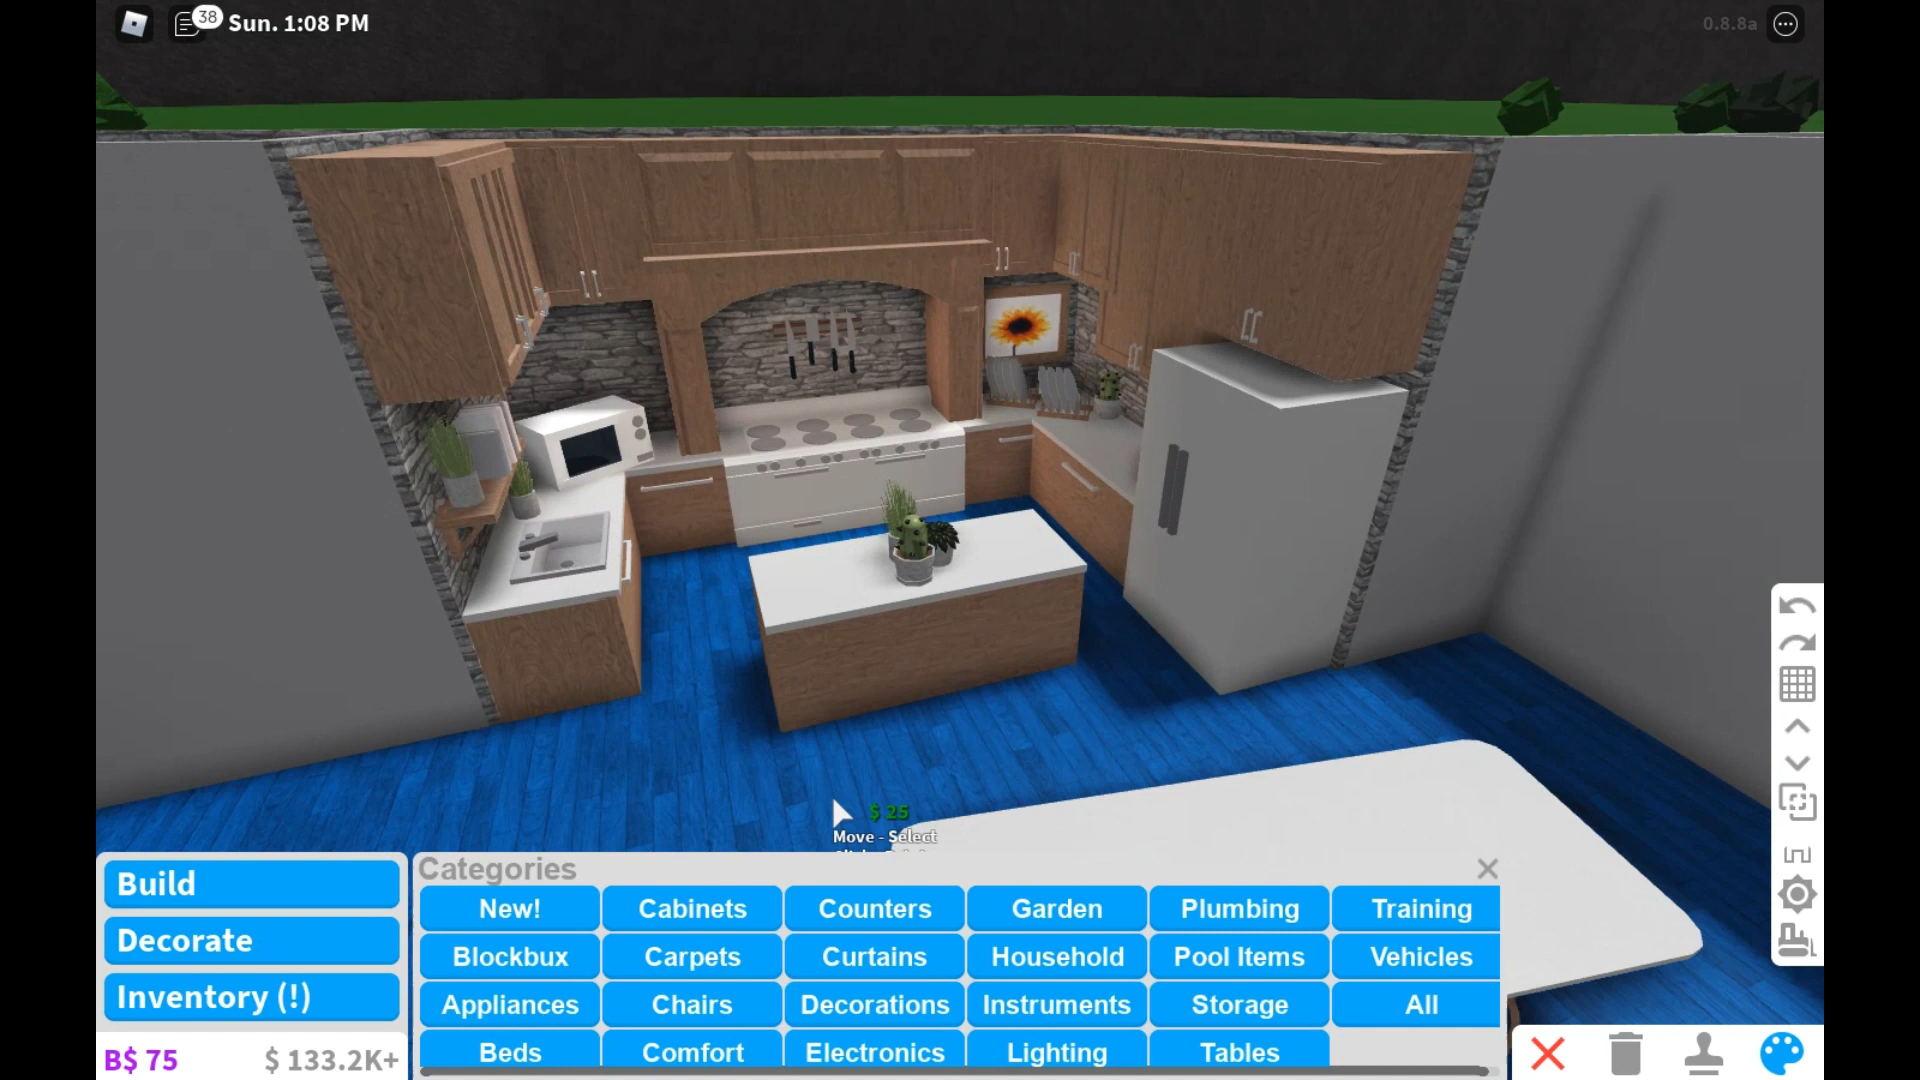 38 Sun. 1:08 PM
0.8.8a
$ 25
Move - Select
Build
Decorate
Inventory (!)
B$ 75 $ 133.2K+
Categories
New! Cabinets Counters Garden Plumbing Training
Blockbux Carpets Curtains Household Pool Items Vehicles
Appliances Chairs Decorations Instruments Storage All
Beds Comfort Electronics Lighting Tables